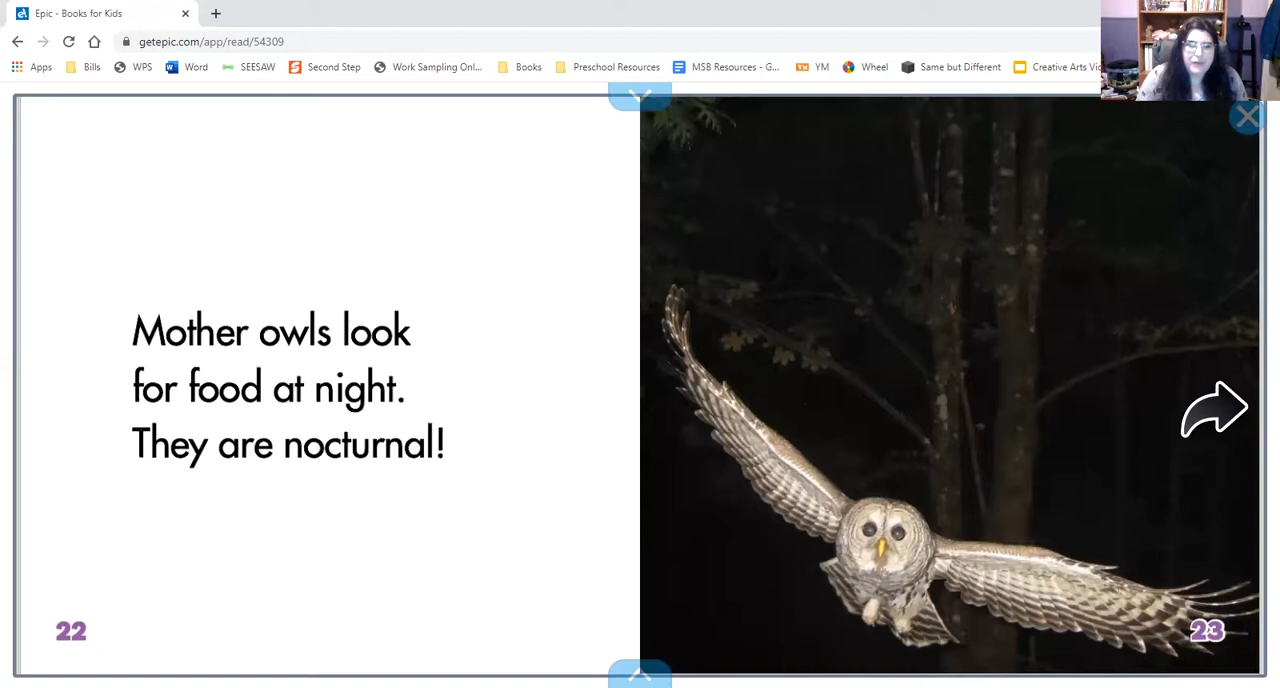 Epic - Books for Kids
getepic.com/app/read/54309
Apps Bills WPS Word SEESAW Second Step Work Sampling Onl... Books Preschool Resources MSB Resources - G... YM Wheel Same but Different Creative Arts Vic
Mother owls look
for food at night.
They are nocturnal!
22
23